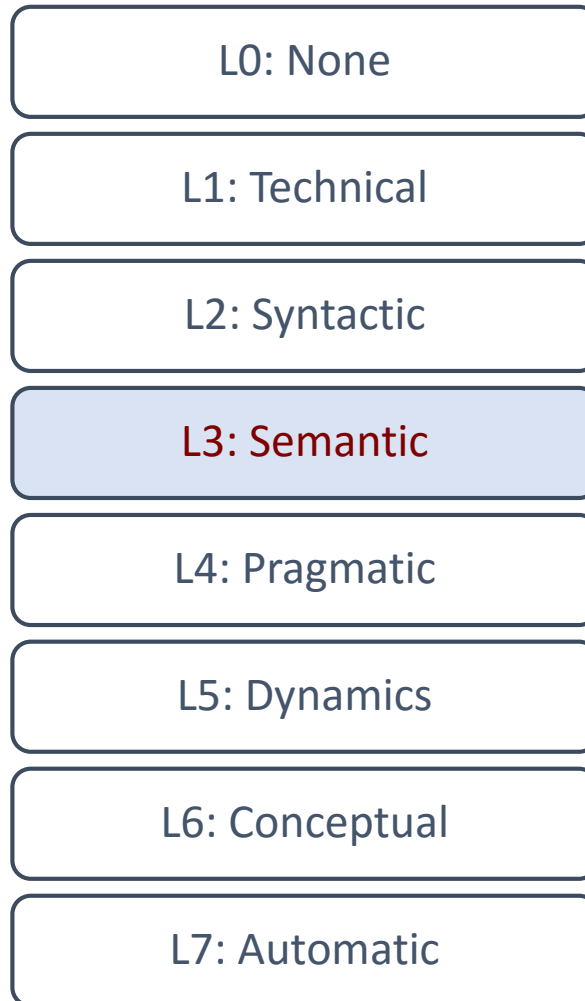 L0: None
L1: Technical
L2: Syntactic
L3: Semantic
L4: Pragmatic
L5: Dynamics
L6: Conceptual
L7: Automatic